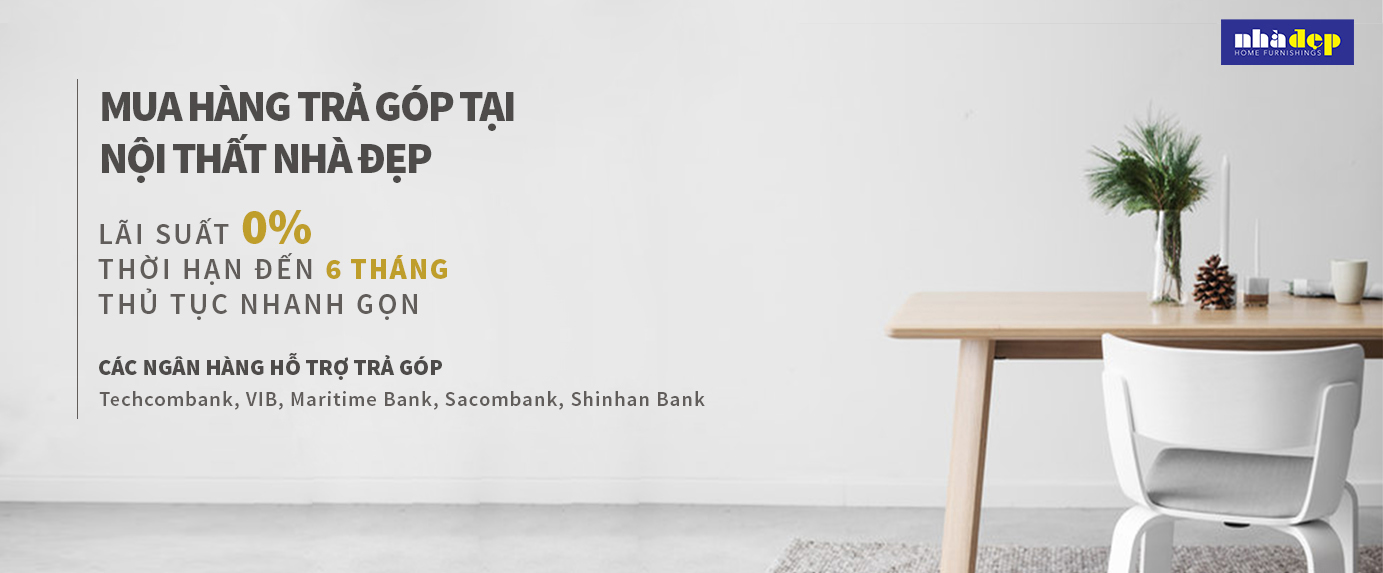 nhàđẹp
HOME FURNISHINGS
MUA HÀNG TRẢ GÓP TẠI
NỘI THẤT NHÀ ĐẸP
LÃI SUẤT 0%
THỜI HẠN ĐẾN 6 THÁNG
THỦ TỤC NHANH GỌN
CÁC NGÂN HÀNG HỖ TRỢ TRẢ GÓP
Techcombank, VIB, Maritime Bank, Sacombank, Shinhan Bank